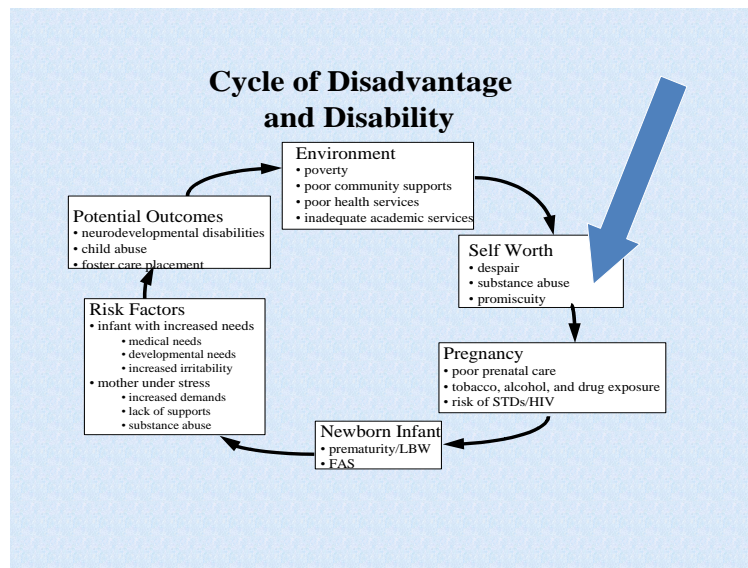 Cycle of Disadvantage
and Disability
Environment
• poverty
• poor community supports
• poor health services
• inadequate academic services
Self Worth
• despair
• substance abuse
• promiscuity
Pregnancy
• poor prenatal care
• tobacco, alcohol, and drug exposure
• risk of STDs/HIV
Newborn Infant
• prematurity/LBW
• FAS
Risk Factors
• infant with increased needs
• medical needs
• developmental needs
• increased irritability
• mother under stress
• increased demands
• lack of supports
• substance abuse
Potential Outcomes
• neurodevelopmental disabilities
• child abuse
• foster care placement